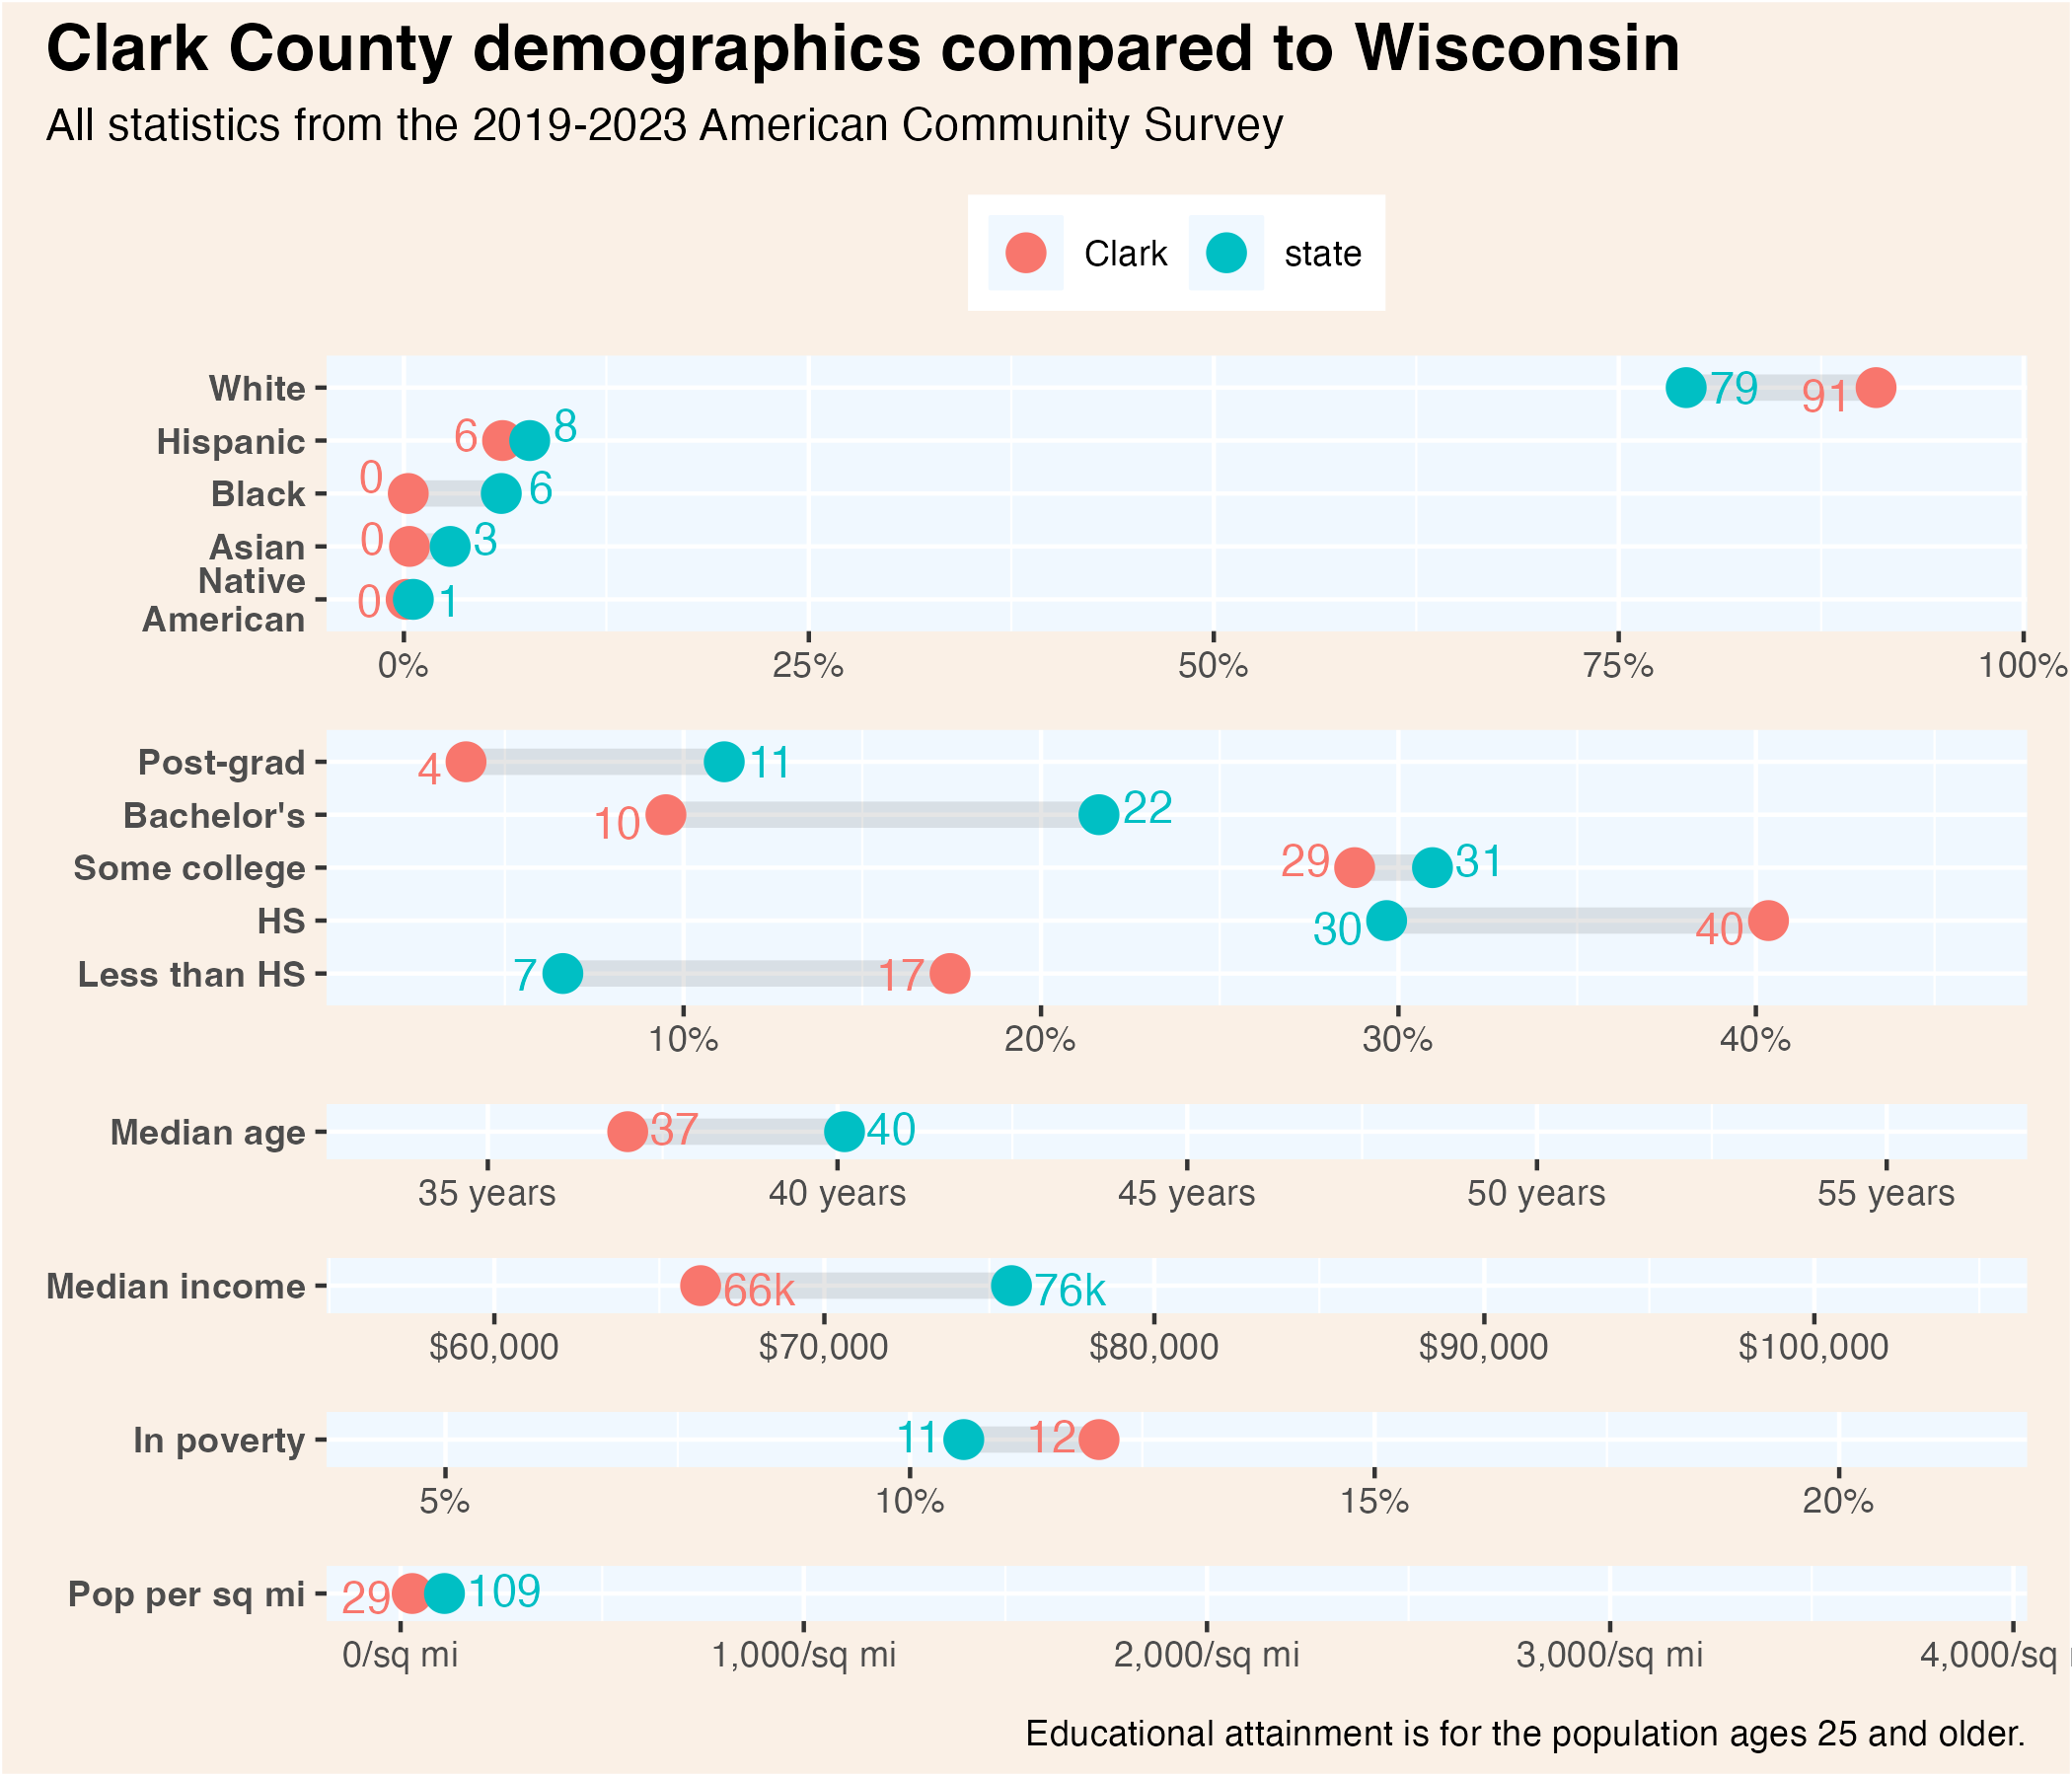 Clark County demographics compared to Wisconsin
All statistics from the 2019-2023 American Community Survey
Clark state
White 79 91
Hispanic 6 8
Black 0 6
Asian 0 3
Native
American 0 1
0% 25% 50% 75% 100%
Post-grad 4 11
Bachelor's 10 22
Some college 29 31
HS 30 40
Less than HS 7 17
10% 20% 30% 40%
Median age 37 40
35 years 40 years 45 years 50 years 55 years
Median income 66k 76k
$60,000 $70,000 $80,000 $90,000 $100,000
In poverty 11 12
5% 10% 15% 20%
Pop per sq mi 29 109
0/sq mi 1,000/sq mi 2,000/sq mi 3,000/sq mi 4,000/sq
Educational attainment is for the population ages 25 and older.